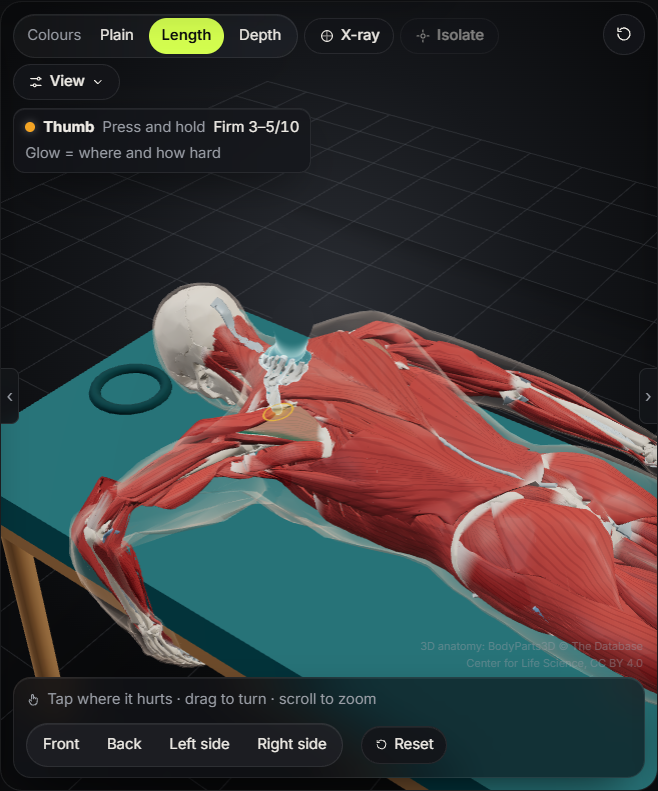 Colours Plain Length Depth X-ray Isolate
View
Thumb Press and hold Firm 3–5/10
Glow = where and how hard
3D anatomy: BodyParts3D © The Database
Center for Life Science, CC BY 4.0
Tap where it hurts · drag to turn · scroll to zoom
Front Back Left side Right side Reset